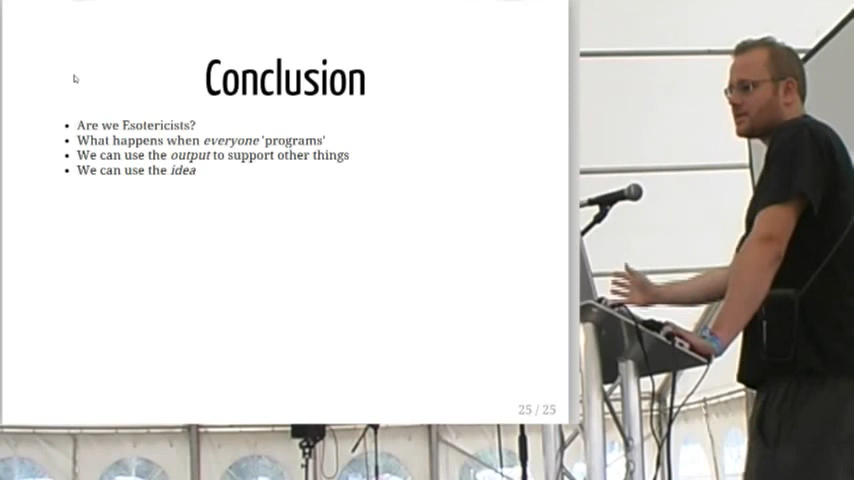 Conclusion
• Are we Esotericists?
• What happens when everyone 'programs'
• We can use the output to support other things
• We can use the idea
25 / 25